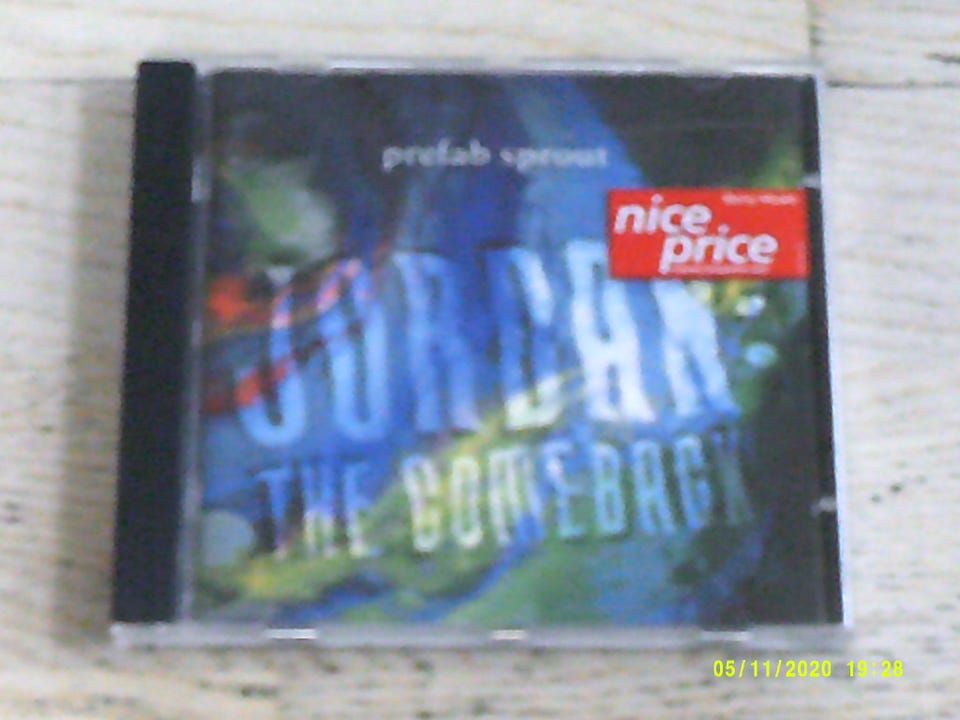 prefab sprout
nice
price
JORDAN
THE COMEBACK
05/11/2020 19:28